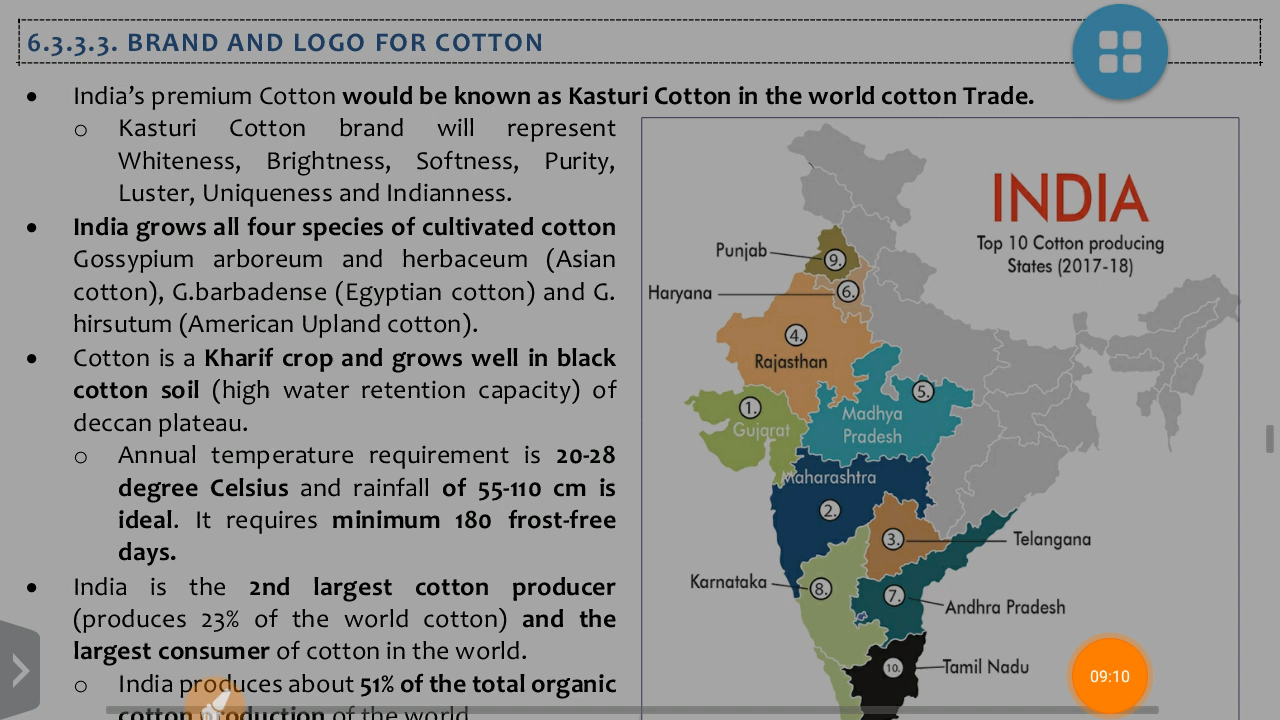 6.3.3.3. BRAND AND LOGO FOR COTTON
• India's premium Cotton would be known as Kasturi Cotton in the world cotton Trade.
o Kasturi Cotton brand will represent
Whiteness, Brightness, Softness, Purity,
Luster, Uniqueness and Indianness.
• India grows all four species of cultivated cotton
Gossypium arboreum and herbaceum (Asian
cotton), G.barbadense (Egyptian cotton) and G.
hirsutum (American Upland cotton).
• Cotton is a Kharif crop and grows well in black
cotton soil (high water retention capacity) of
deccan plateau.
o Annual temperature requirement is 20-28
degree Celsius and rainfall of 55-110 cm is
ideal. It requires minimum 180 frost-free
days.
• India is the 2nd largest cotton producer
(produces 23% of the world cotton) and the
largest consumer of cotton in the world.
o India produces about 51% of the total organic
cotton production of the world
INDIA
Top 10 Cotton producing
States (2017-18)
Punjab
9.
Haryana
6.
4.
Rajasthan
1.
Gujarat
5.
Madhya
Pradesh
Maharashtra
2.
3.
Telangana
Karnataka
8.
7.
Andhra Pradesh
10.
Tamil Nadu
09:10